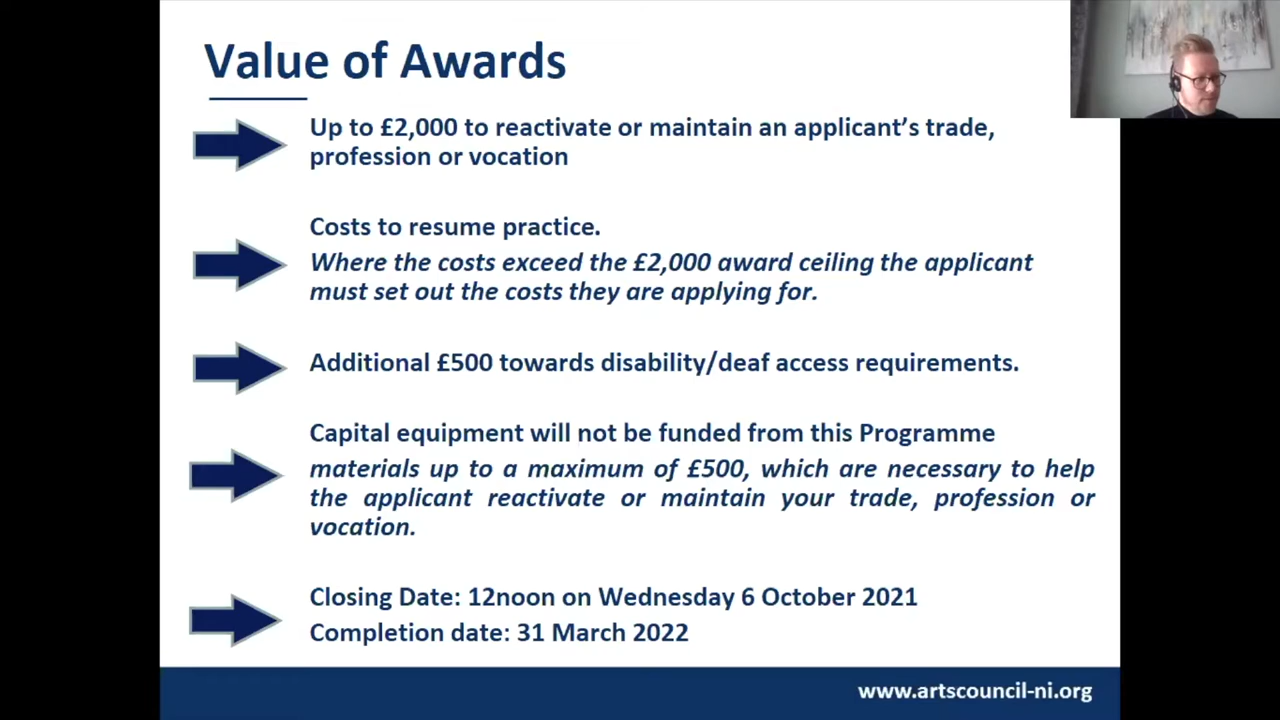 Value of Awards
Up to £2,000 to reactivate or maintain an applicant’s trade,
profession or vocation
Costs to resume practice.
Where the costs exceed the £2,000 award ceiling the applicant
must set out the costs they are applying for.
Additional £500 towards disability/deaf access requirements.
Capital equipment will not be funded from this Programme
materials up to a maximum of £500, which are necessary to help
the applicant reactivate or maintain your trade, profession or
vocation.
Closing Date: 12noon on Wednesday 6 October 2021
Completion date: 31 March 2022
www.artscouncil-ni.org